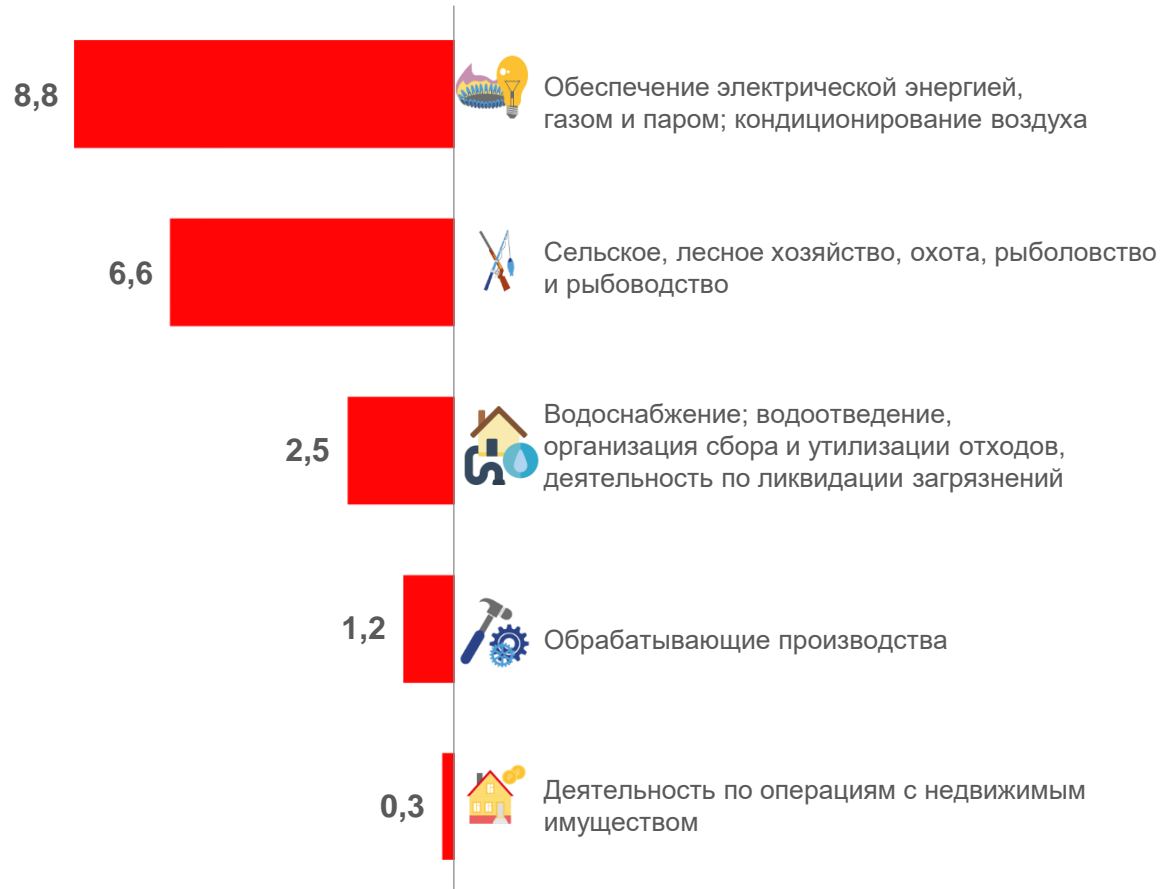 8,8
Обеспечение электрической энергией,
газом и паром; кондиционирование воздуха
6,6
Сельское, лесное хозяйство, охота, рыболовство
и рыбоводство
2,5
Водоснабжение; водоотведение,
организация сбора и утилизации отходов,
деятельность по ликвидации загрязнений
1,2
Обрабатывающие производства
0,3
Деятельность по операциям с недвижимым
имуществом